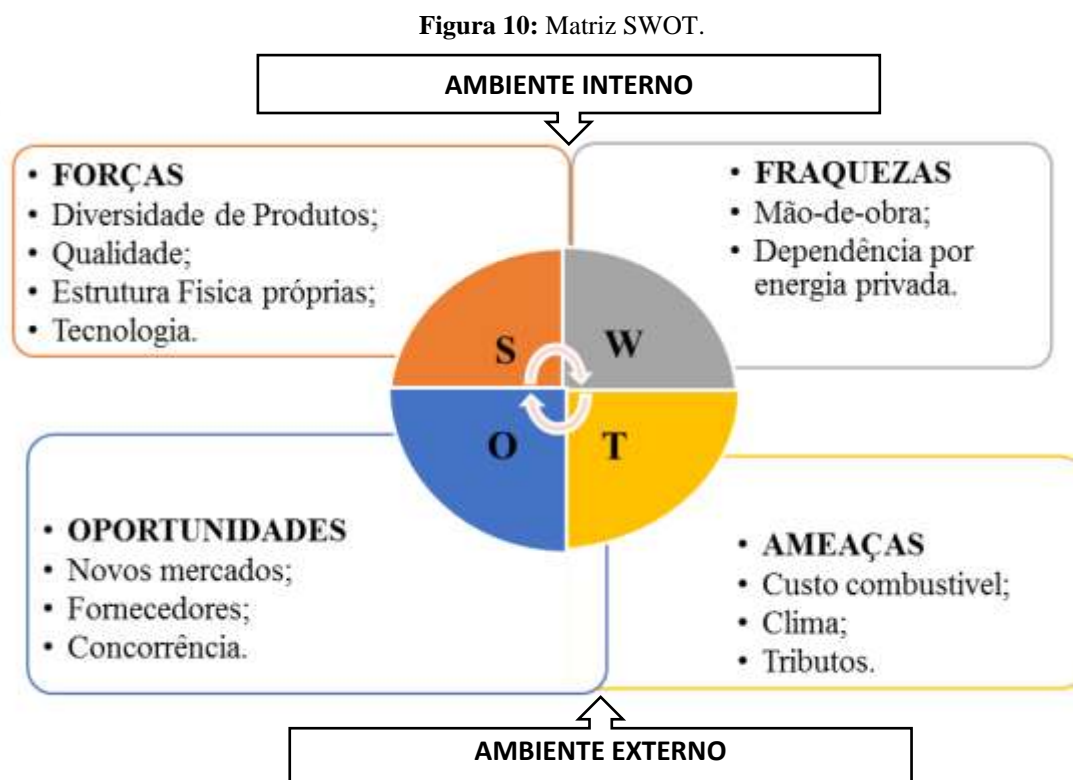 Figura 10: Matriz SWOT.
AMBIENTE INTERNO
• FORÇAS
• Diversidade de Produtos;
• Qualidade;
• Estrutura Fisica próprias;
• Tecnologia.
• FRAQUEZAS
• Mão-de-obra;
• Dependência por
energia privada.
S
W
O
T
• OPORTUNIDADES
• Novos mercados;
• Fornecedores;
• Concorrência.
• AMEAÇAS
• Custo combustivel;
• Clima;
• Tributos.
AMBIENTE EXTERNO